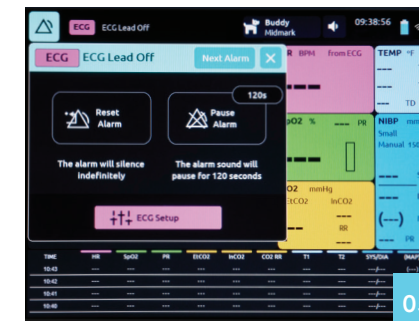 ECG ECG Lead Off Buddy Midmark 09:38:56
ECG ECG Lead Off Next Alarm
Reset Alarm
120s
Pause Alarm
The alarm will silence indefinitely
The alarm sound will pause for 120 seconds
ECG Setup
R BPM from ECG
TEMP °F
---
---
--- TD
pO2 % --- PR
NIBP mm
Small
Manual
---
O2 mmHg
EtCO2 InCO2
---
--- RR
---
(---)
--- PR
TIME HR SpO2 PR EtCO2 InCO2 CO2 RR T1 T2 SYS/DIA (MAP)
10:43 --- --- --- --- --- --- --- --- ---/--- (---)
10:42 --- --- --- --- --- --- --- --- ---/---
10:41 --- --- --- --- --- --- --- --- ---/---
10:40 --- --- --- --- --- --- --- --- ---/---